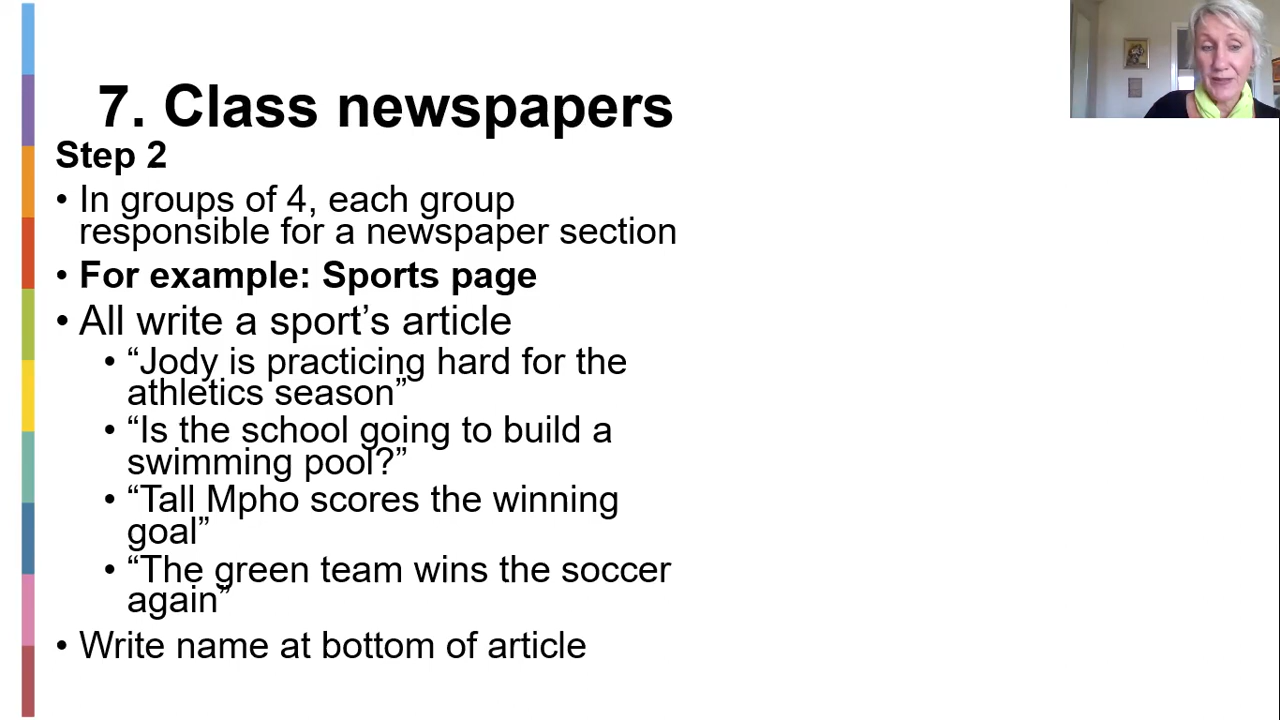 7. Class newspapers
Step 2
• In groups of 4, each group
responsible for a newspaper section
• For example: Sports page
• All write a sport’s article
• “Jody is practicing hard for the
athletics season”
• “Is the school going to build a
swimming pool?”
• “Tall Mpho scores the winning
goal”
• “The green team wins the soccer
again”
• Write name at bottom of article